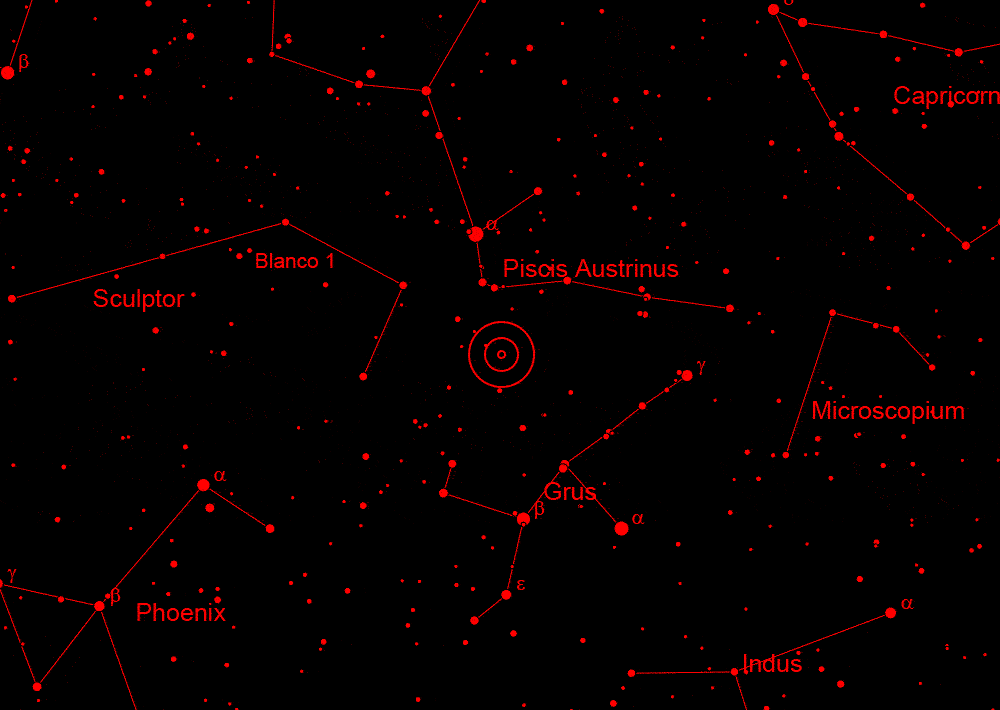 β
Capricorn
α
Blanco 1
Piscis Austrinus
Sculptor
γ
Microscopium
α
Grus
β
α
γ
ε
β
Phoenix
α
Indus